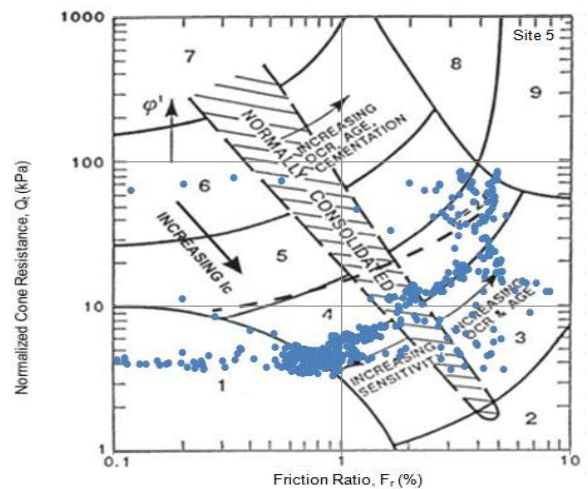 Site 5
1000
100
10
1
Normalized Cone Resistance, Qt (kPa)
0.1
1
10
Friction Ratio, Fr (%)
7
8
9
φ'
6
5
4
3
1
2
NORMALLY CONSOLIDATED
INCREASING
OCR, AGE,
CEMENTATION
INCREASING Ic
INCREASING
OCR & AGE
INCREASING
SENSITIVIT